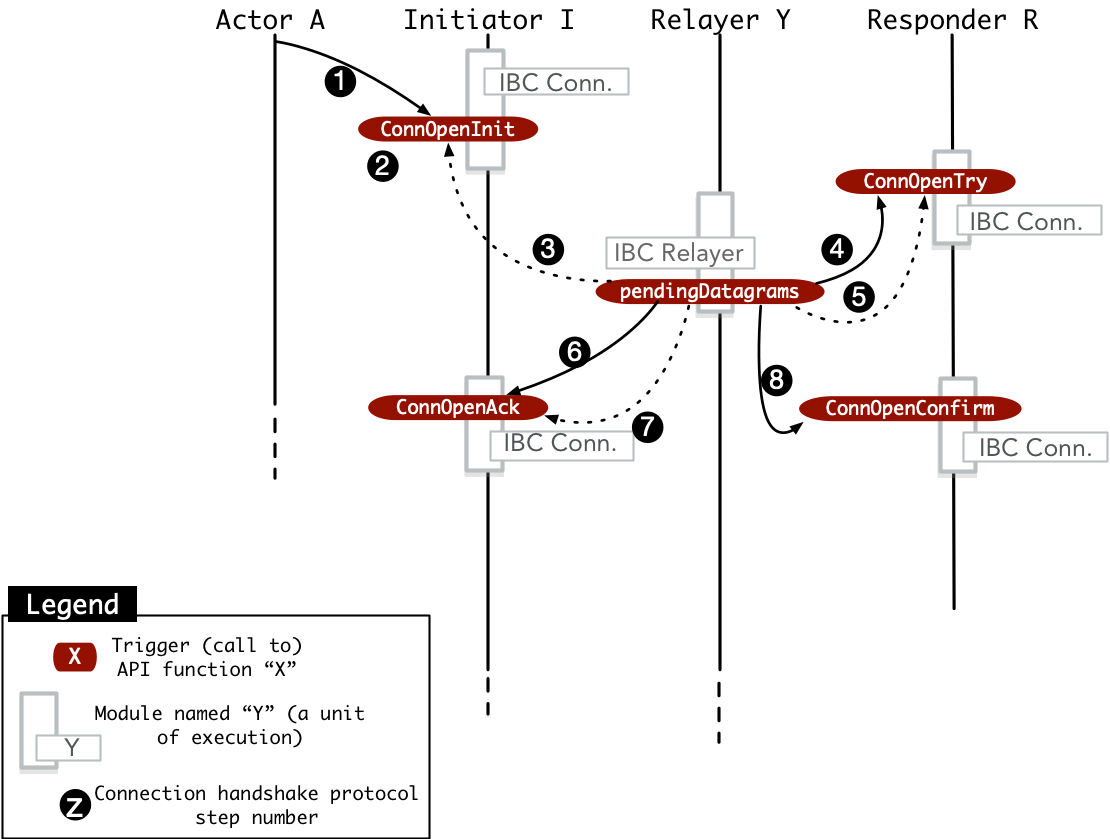 Actor A
Initiator I
Relayer Y
Responder R
1
IBC Conn.
ConnOpenInit
2
ConnOpenTry
IBC Conn.
3
IBC Relayer
4
pendingDatagrams
5
6
8
ConnOpenAck
7
IBC Conn.
ConnOpenConfirm
IBC Conn.
Legend
X
Trigger (call to)
API function “X”
Module named “Y” (a unit
of execution)
Y
Z
Connection handshake protocol
step number